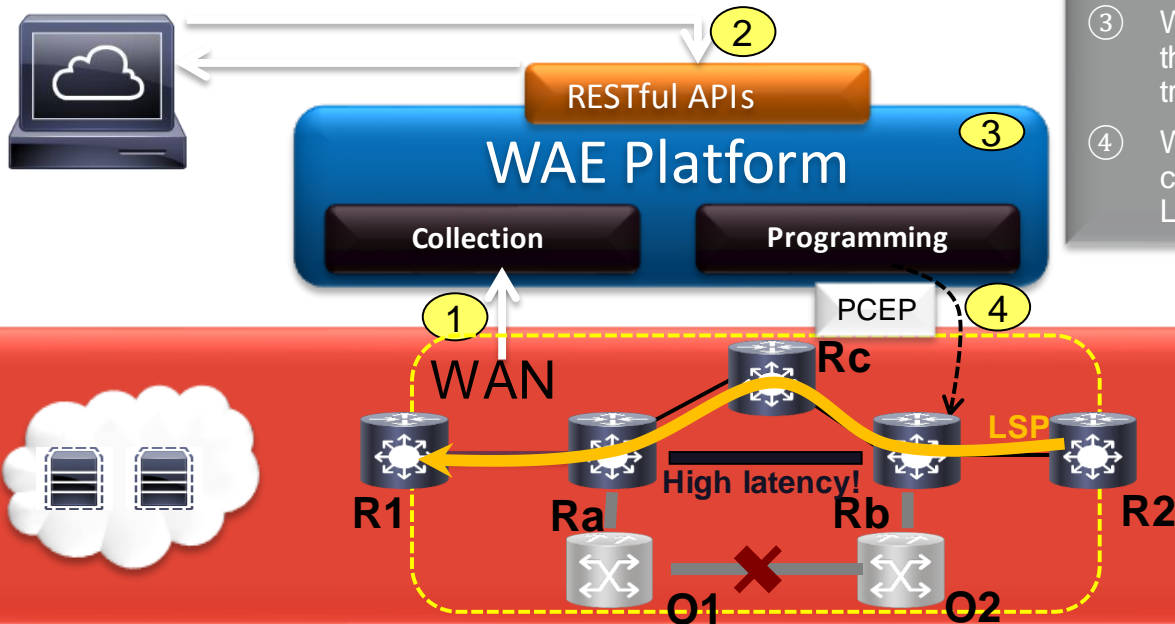 2
RESTful APIs
3
WAE Platform
Collection
Programming
③
④
1
PCEP
4
WAN
Rc
LSP
High latency!
R1
Ra
Rb
R2
O1
O2